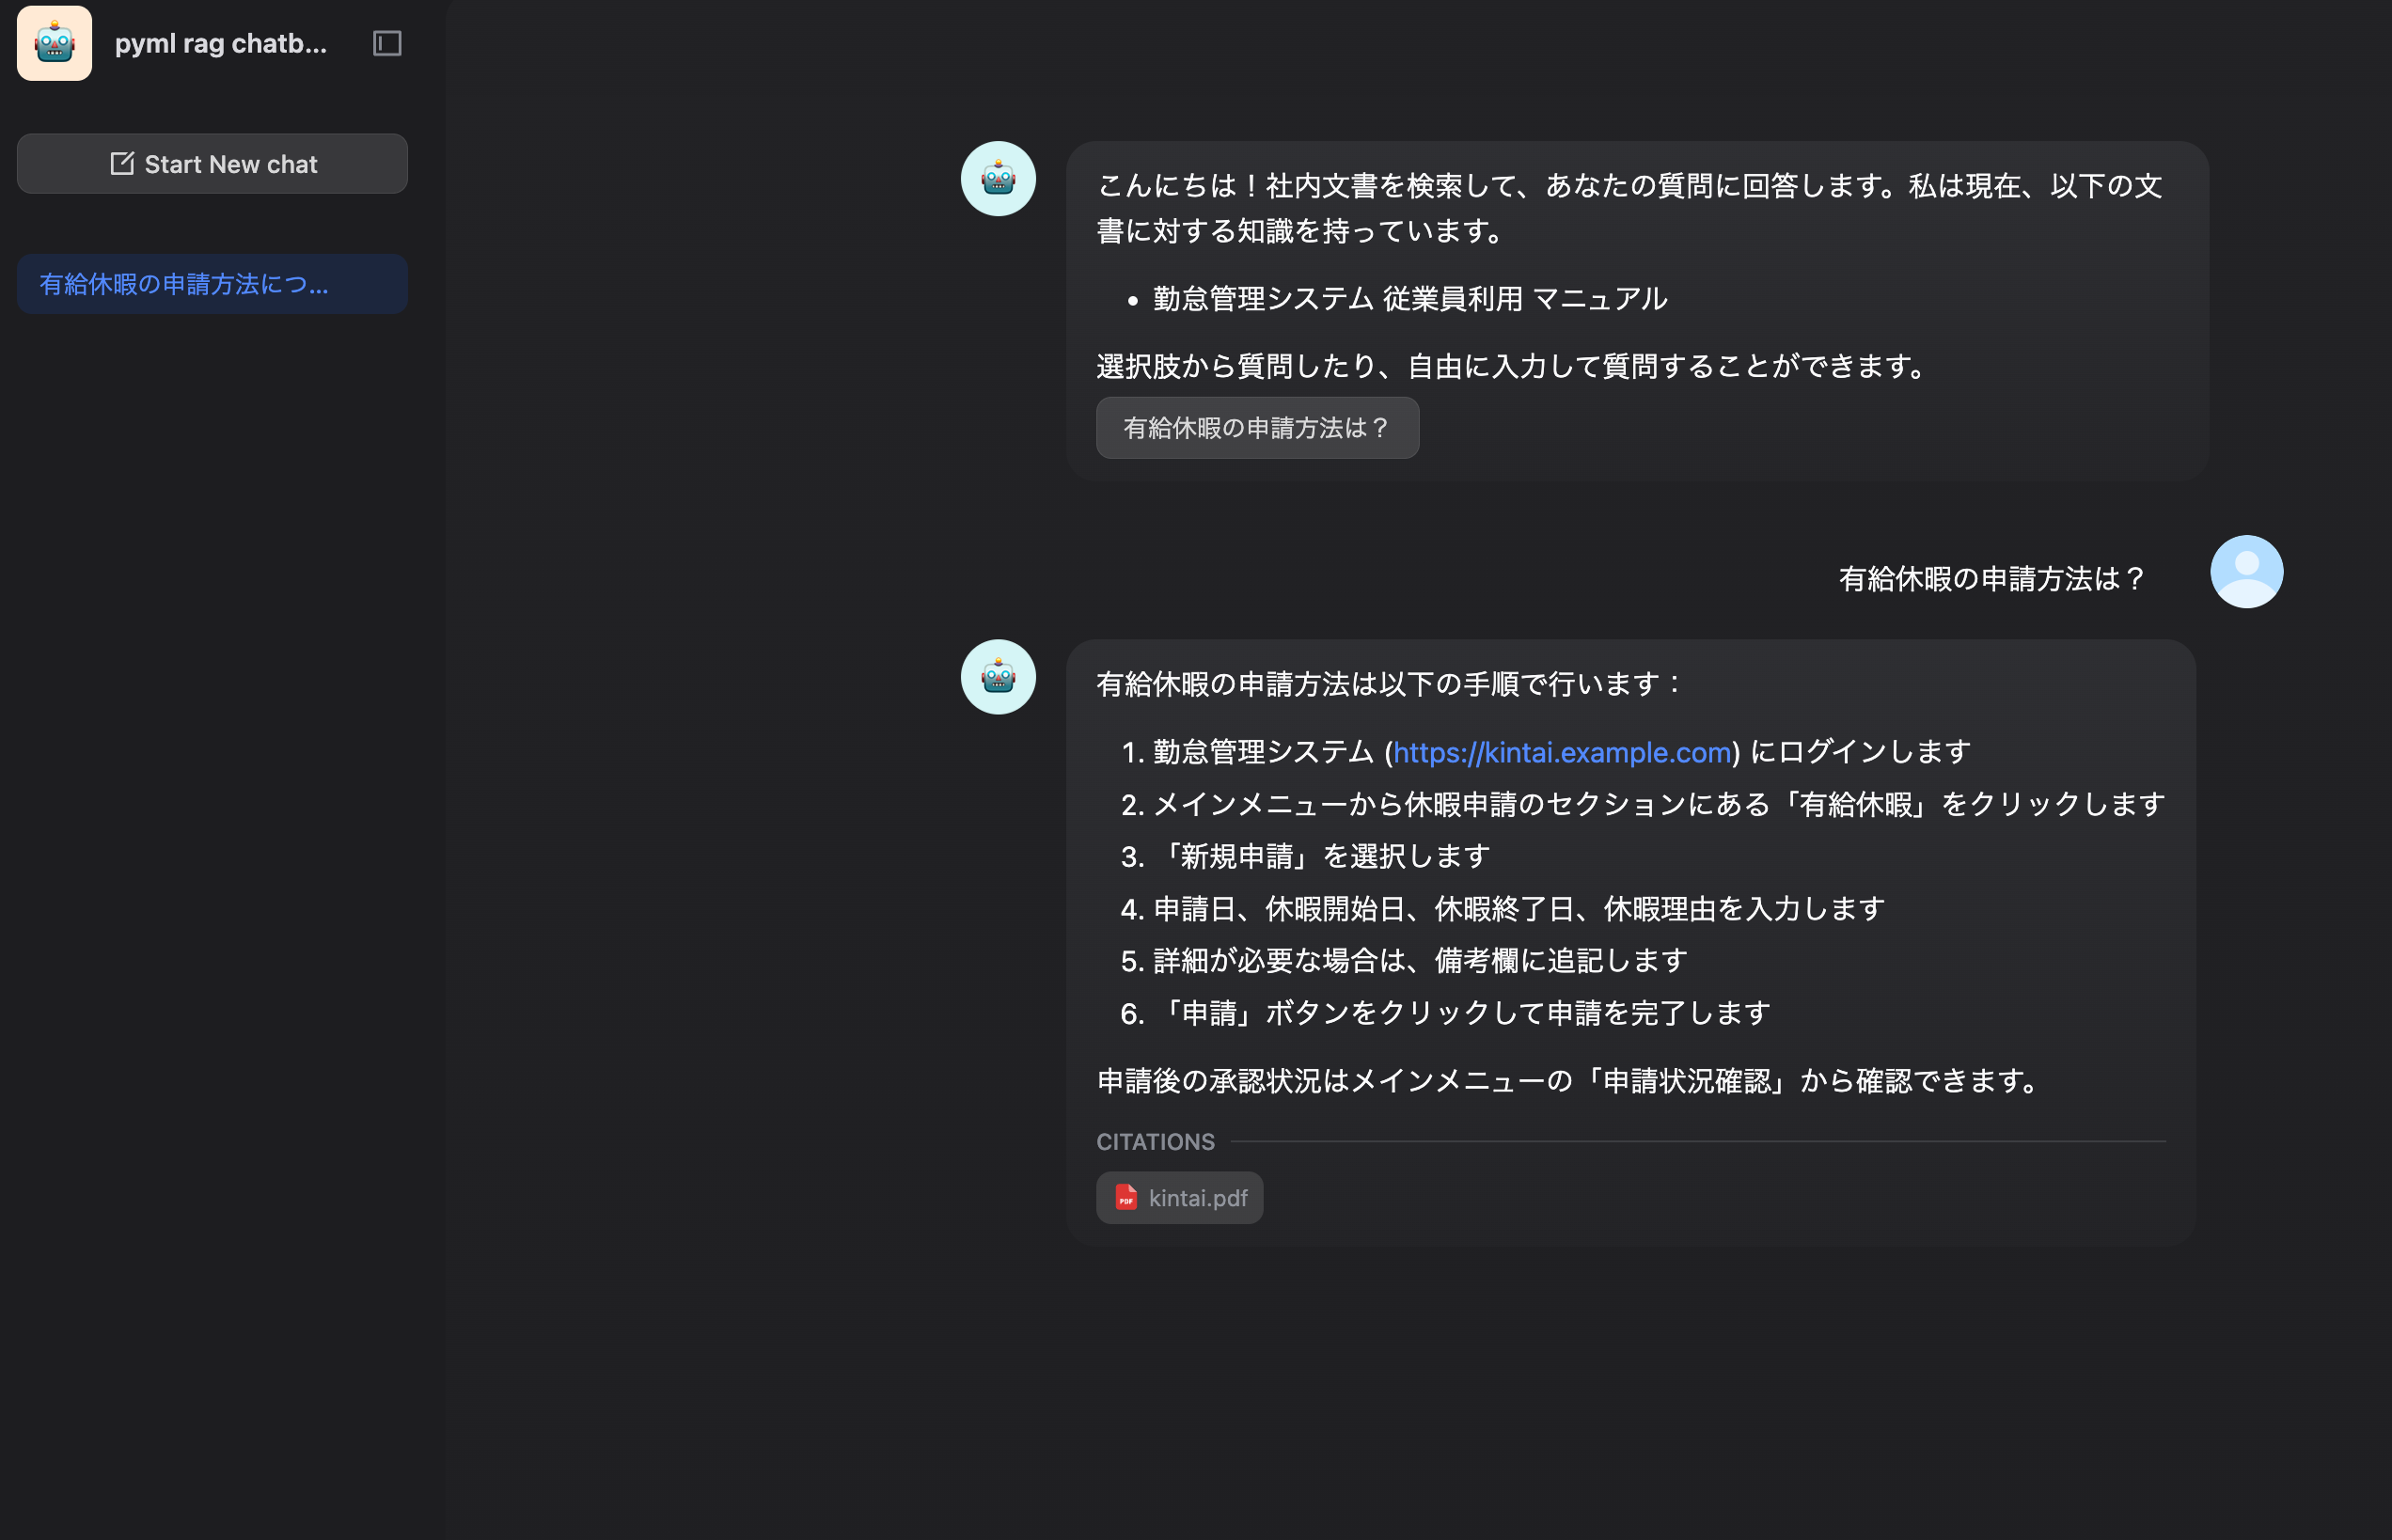 pyml rag chatb...
Start New chat
有給休暇の申請方法につ...
こんにちは！社内文書を検索して、あなたの質問に回答します。私は現在、以下の文
書に対する知識を持っています。
• 勤怠管理システム 従業員利用 マニュアル
選択肢から質問したり、自由に入力して質問することができます。
有給休暇の申請方法は？
有給休暇の申請方法は？
有給休暇の申請方法は以下の手順で行います：
1. 勤怠管理システム (https://kintai.example.com) にログインします
2. メインメニューから休暇申請のセクションにある「有給休暇」をクリックします
3. 「新規申請」を選択します
4. 申請日、休暇開始日、休暇終了日、休暇理由を入力します
5. 詳細が必要な場合は、備考欄に追記します
6. 「申請」ボタンをクリックして申請を完了します
申請後の承認状況はメインメニューの「申請状況確認」から確認できます。
CITATIONS
PDF kintai.pdf